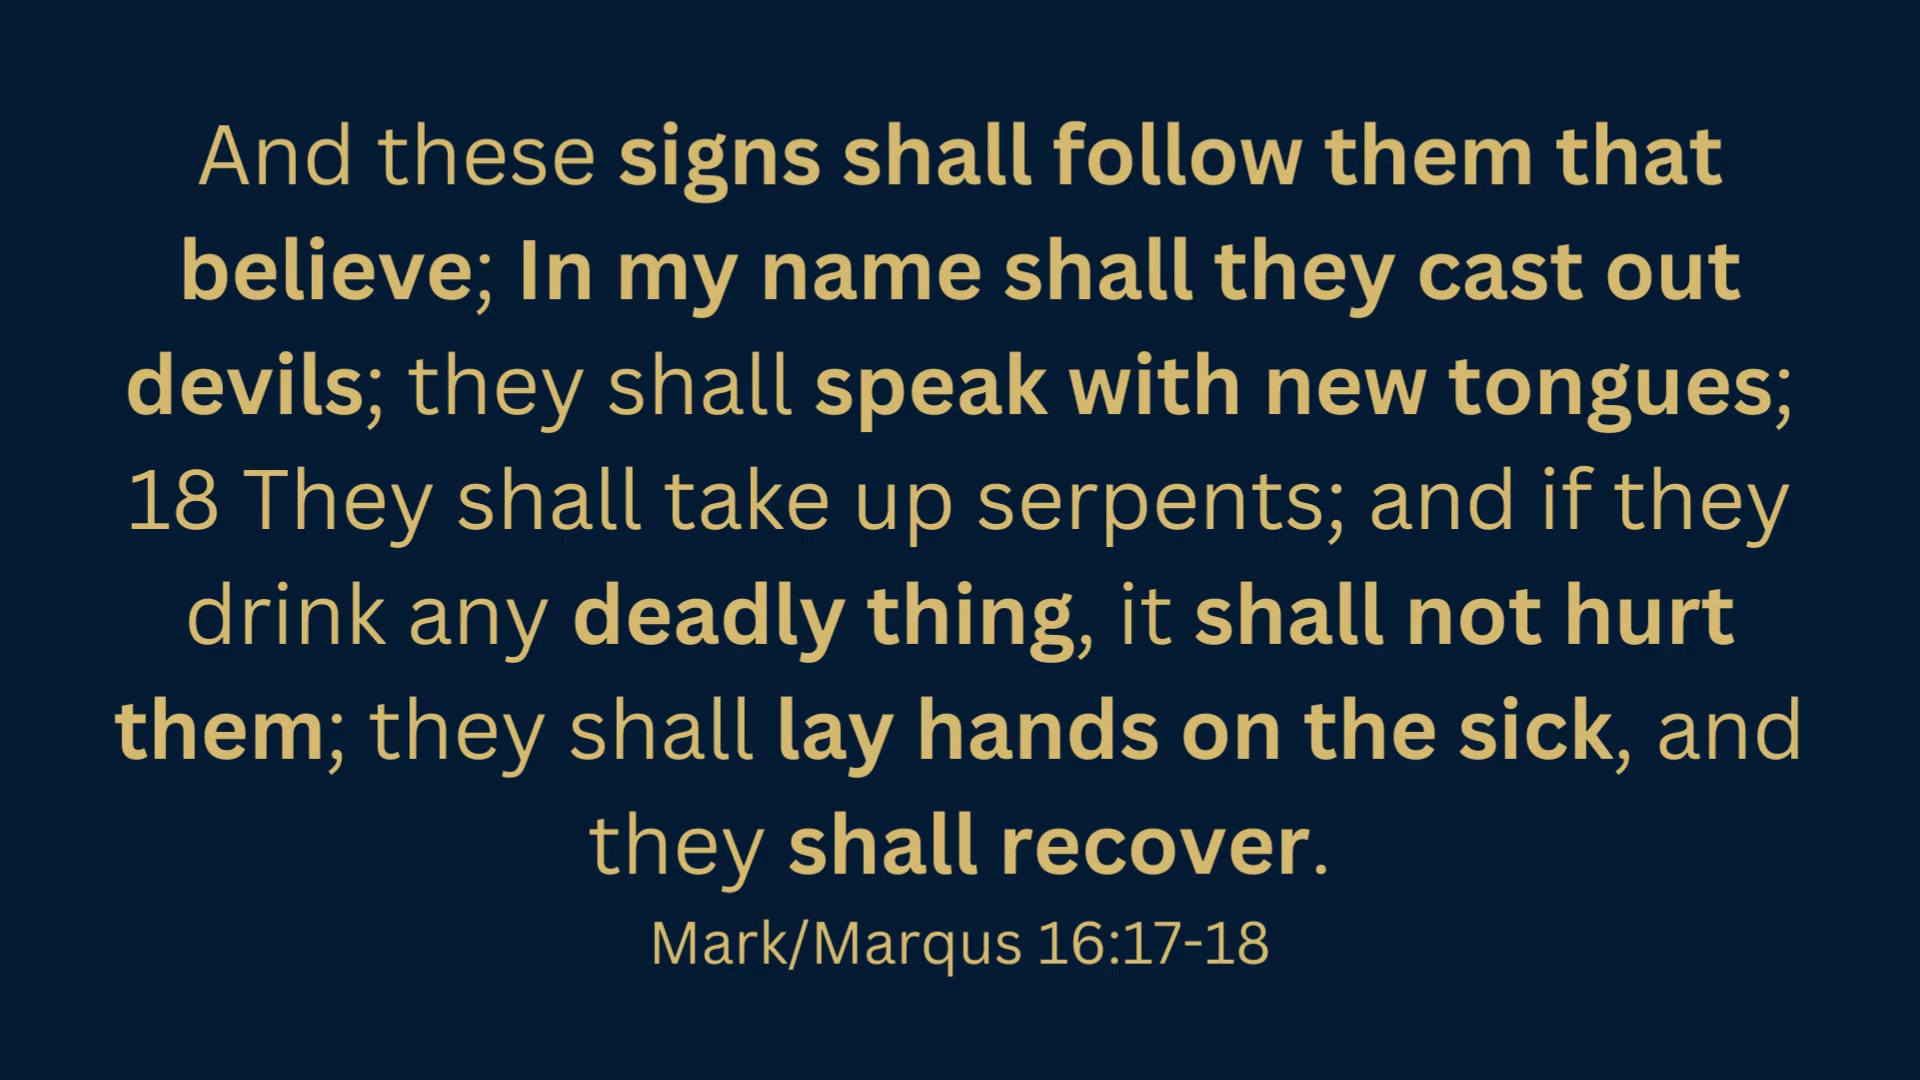 And these signs shall follow them that
believe; In my name shall they cast out
devils; they shall speak with new tongues;
18 They shall take up serpents; and if they
drink any deadly thing, it shall not hurt
them; they shall lay hands on the sick, and
they shall recover.
Mark/Marqus 16:17-18